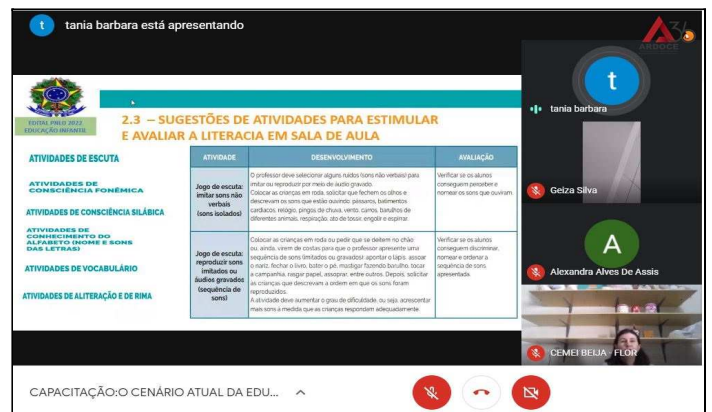 t
tania barbara está apresentando
A36
ARDOCE
EDITAL PNLD 2022
EDUCAÇÃO INFANTIL
2.3 – SUGESTÕES DE ATIVIDADES PARA ESTIMULAR
E AVALIAR A LITERACIA EM SALA DE AULA
ATIVIDADES DE ESCUTA
ATIVIDADES DE
CONSCIÊNCIA FONÊMICA
ATIVIDADES DE CONSCIÊNCIA SILÁBICA
ATIVIDADES DE
CONHECIMENTO DO
ALFABETO (NOME E SONS
DAS LETRAS)
ATIVIDADES DE VOCABULÁRIO
ATIVIDADES DE ALITERAÇÃO E DE RIMA
ATIVIDADE
DESENVOLVIMENTO
AVALIAÇÃO
Jogo de escuta:
imitar sons não
verbais
(sons isolados)
O professor deve selecionar alguns ruídos (sons não verbais) para
imitar ou reproduzir por meio de áudio gravado.
Colocar as crianças em roda, solicitar que fechem os olhos e
descrevam os sons que estão ouvindo: pássaros, batimentos
cardíacos, relógio, pingos de chuva, vento, carros, barulhos de
diferentes animais, respiração, ato de tossir, engolir e espirrar.
Verificar se os alunos
conseguem perceber e
nomear os sons que ouviram.
Jogo de escuta:
reproduzir sons
imitados ou
áudios gravados
(sequência de
sons)
Colocar as crianças em roda ou pedir que se deitem no chão
ou, ainda, virem de costas para que o professor apresente uma
sequência de sons (imitados ou gravados): apontar o lápis, assoar
o nariz, fechar o livro, bater o pé, mastigar fazendo barulho, tocar
a campainha, rasgar papel, assoprar, entre outros. Depois, solicitar
às crianças que descrevam a ordem em que os sons foram
reproduzidos.
A atividade deve aumentar o grau de dificuldade, ou seja, acrescentar
mais sons à medida que as crianças respondem adequadamente.
Verificar se os alunos
conseguem discriminar,
nomear e ordenar a
sequência de sons
apresentada.
t
tania barbara
Geiza Silva
A
Alexandra Alves De Assis
CEMEI BEIJA - FLOR
CAPACITAÇÃO:O CENÁRIO ATUAL DA EDU...